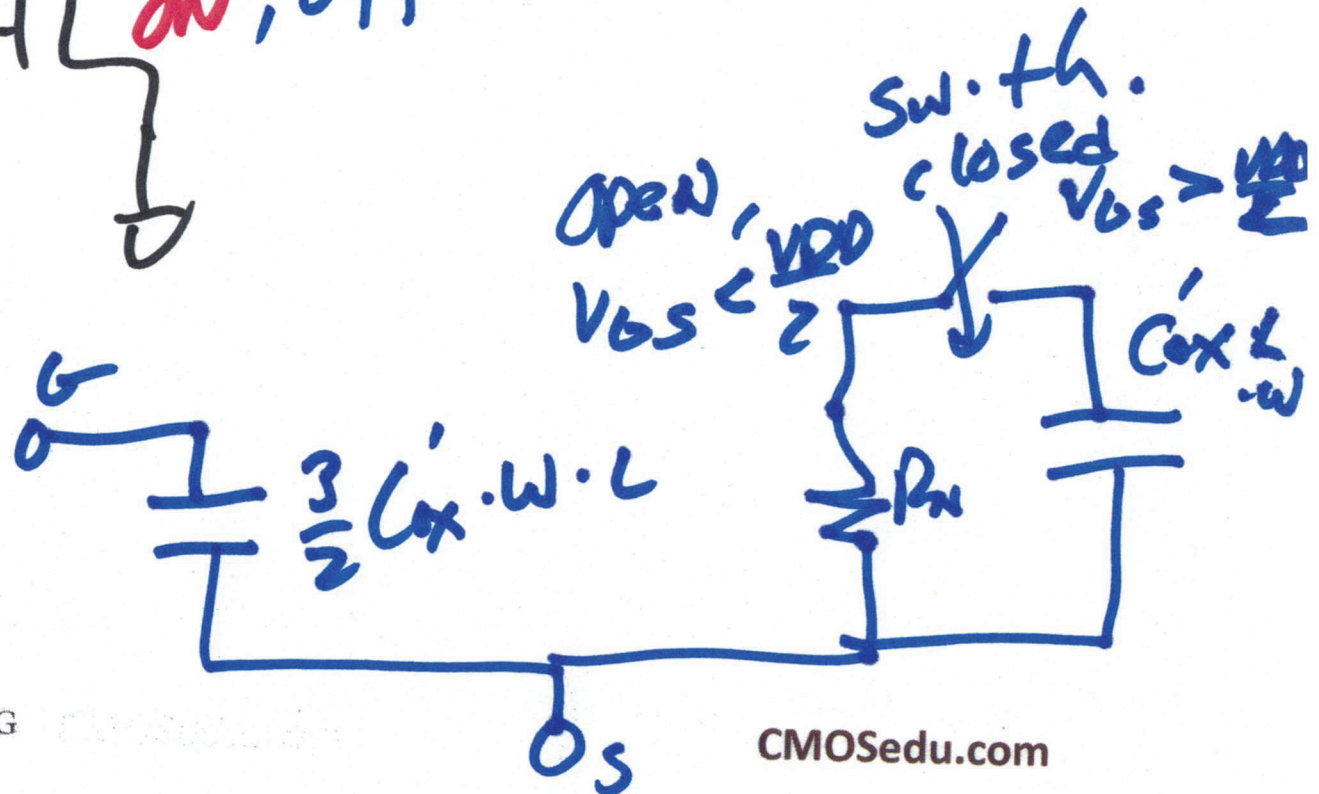 ON, OFF
Sw. th.
closed
VGS > VDD/2
OPEN,
VGS < VDD/2
G
3/2 C'ox · W · L
RN
C'ox L
·W
S
G
CMOSedu.com